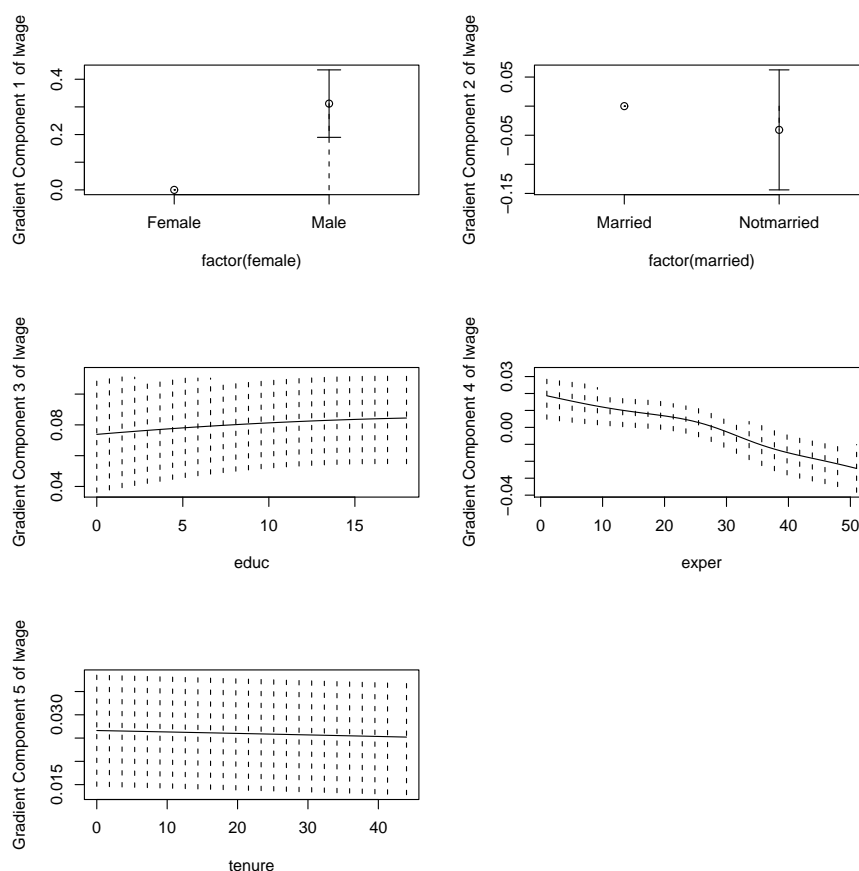 Gradient Component 1 of lwage
0.4
0.2
0.0
Female Male
factor(female)
Gradient Component 2 of lwage
0.05
−0.05
−0.15
Married Notmarried
factor(married)
Gradient Component 3 of lwage
0.08
0.04
0 5 10 15
educ
Gradient Component 4 of lwage
0.03
0.00
−0.04
0 10 20 30 40 50
exper
Gradient Component 5 of lwage
0.030
0.015
0 10 20 30 40
tenure